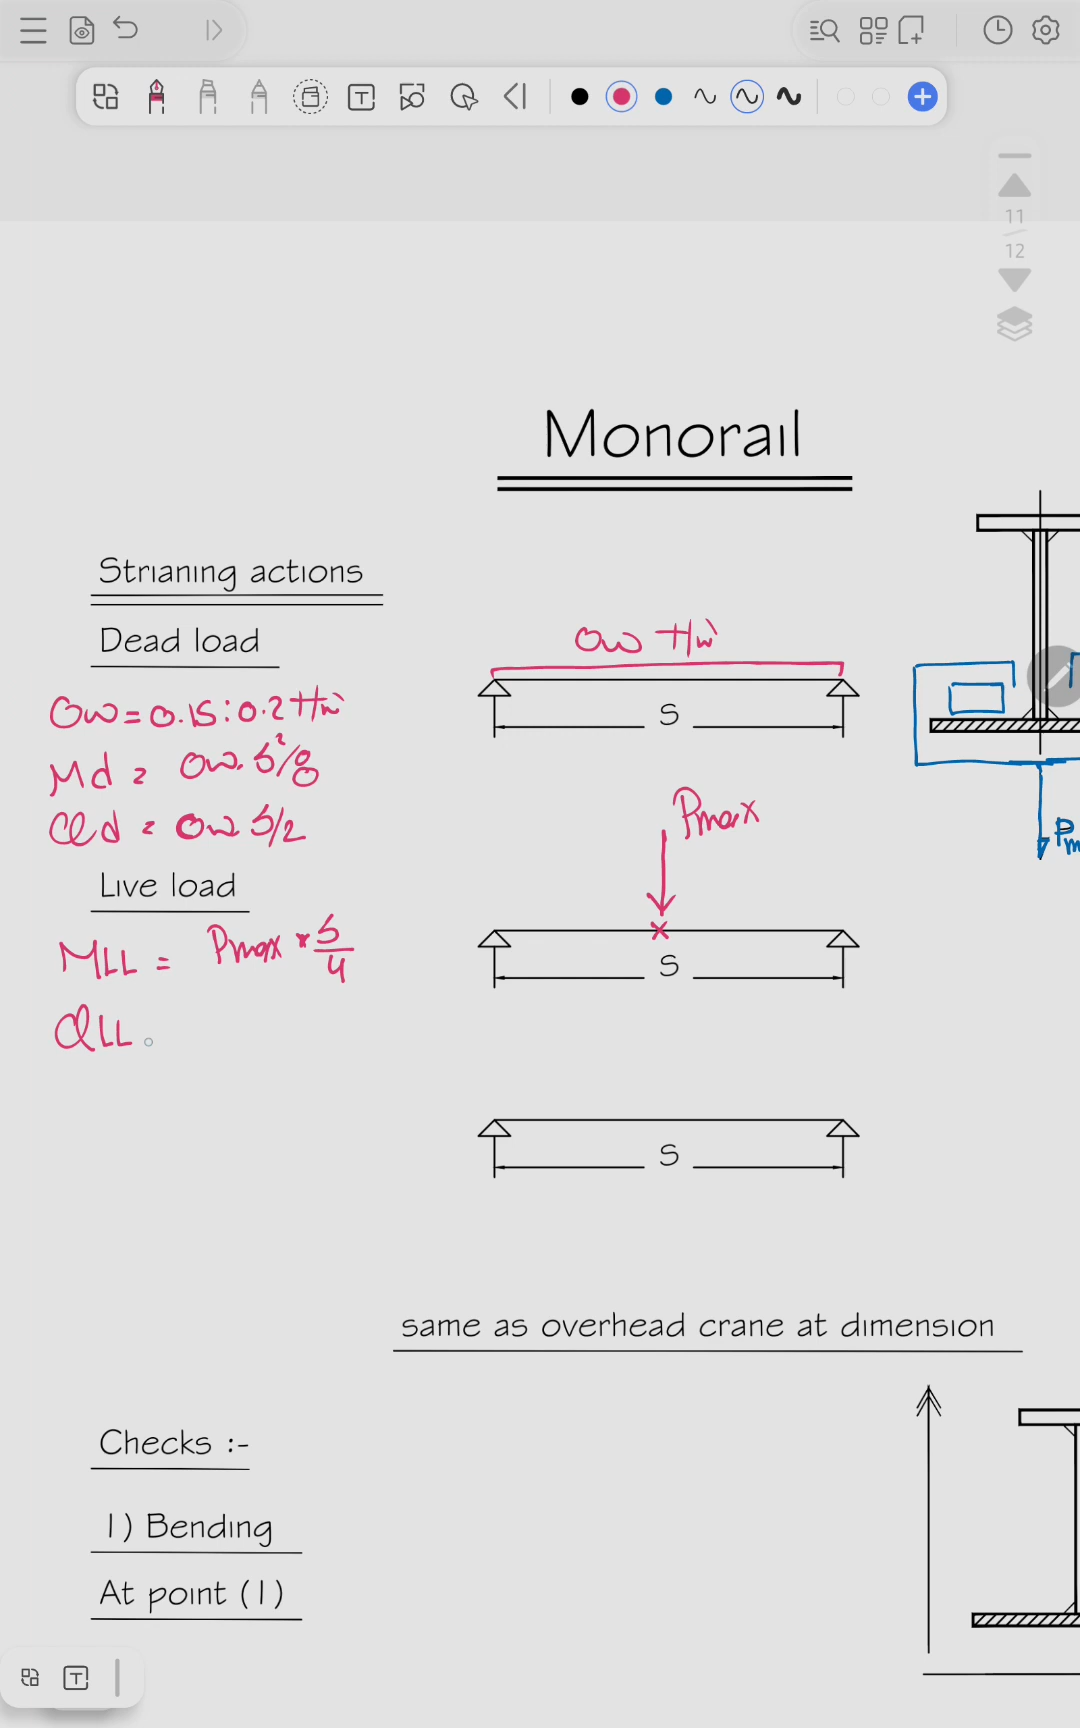 11
12
Monorail
Strianing actions
Dead load
ow t/m'
ow = 0.15 : 0.2 t/m'
S
Md = ow. S²/8
Qd = ow S/2
Pmax
Pm
Live load
MLL = Pmax * S/4
S
QLL
S
same as overhead crane at dimension
Checks :-
1) Bending
At point (1)